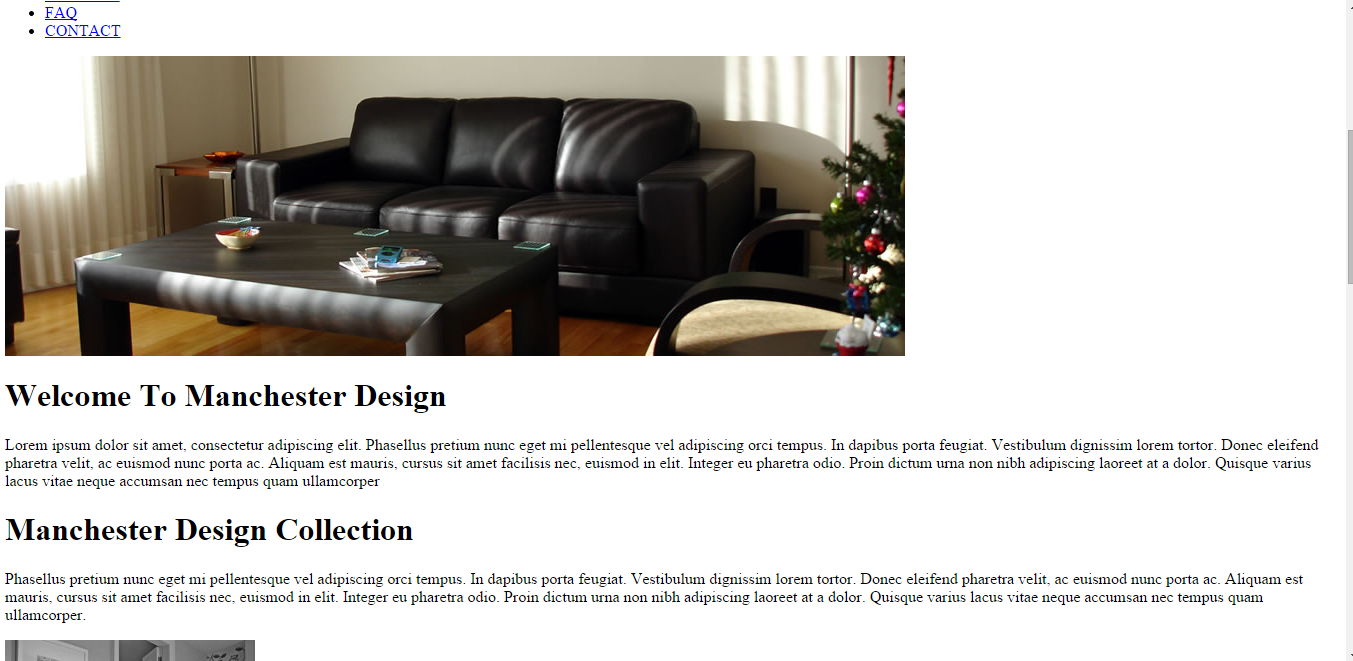 FAQ
CONTACT
Welcome To Manchester Design
Lorem ipsum dolor sit amet, consectetur adipiscing elit. Phasellus pretium nunc eget mi pellentesque vel adipiscing orci tempus. In dapibus porta feugiat. Vestibulum dignissim lorem tortor. Donec eleifend
pharetra velit, ac euismod nunc porta ac. Aliquam est mauris, cursus sit amet facilisis nec, euismod in elit. Integer eu pharetra odio. Proin dictum urna non nibh adipiscing laoreet at a dolor. Quisque varius
lacus vitae neque accumsan nec tempus quam ullamcorper
Manchester Design Collection
Phasellus pretium nunc eget mi pellentesque vel adipiscing orci tempus. In dapibus porta feugiat. Vestibulum dignissim lorem tortor. Donec eleifend pharetra velit, ac euismod nunc porta ac. Aliquam est
mauris, cursus sit amet facilisis nec, euismod in elit. Integer eu pharetra odio. Proin dictum urna non nibh adipiscing laoreet at a dolor. Quisque varius lacus vitae neque accumsan nec tempus quam
ullamcorper.